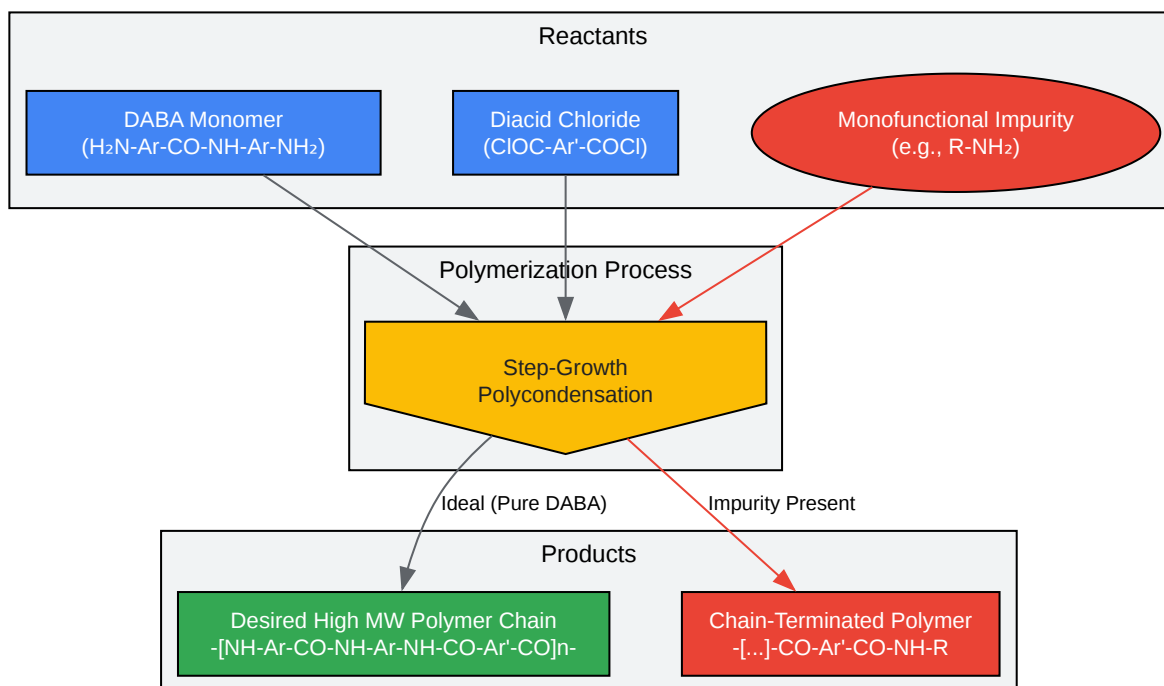 Reactants
DABA Monomer
(H₂N-Ar-CO-NH-Ar-NH₂)
Diacid Chloride
(ClOC-Ar'-COCl)
Monofunctional Impurity
(e.g., R-NH₂)
Polymerization Process
Step-Growth
Polycondensation
Ideal (Pure DABA)
Impurity Present
Products
Desired High MW Polymer Chain
-[NH-Ar-CO-NH-Ar-NH-CO-Ar'-CO]n-
Chain-Terminated Polymer
-[...]-CO-Ar'-CO-NH-R